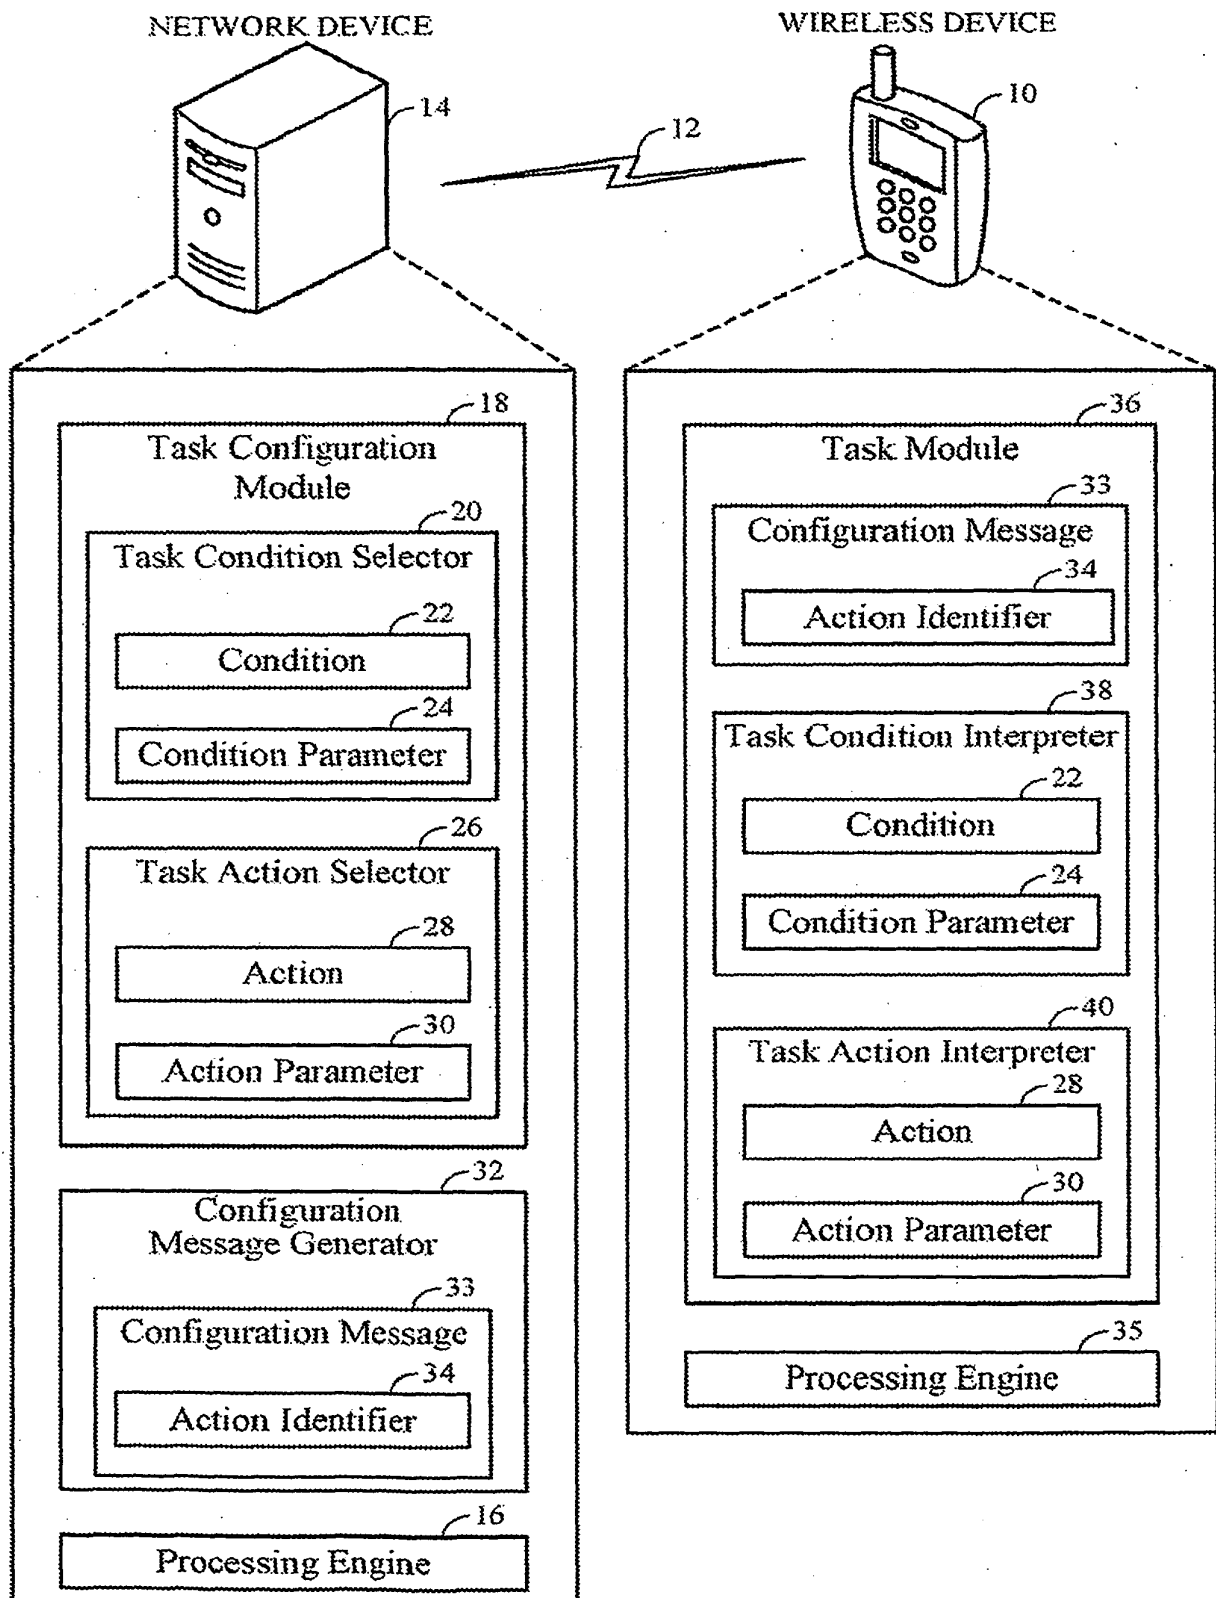 NETWORK DEVICE
14
12
WIRELESS DEVICE
10
18
Task Configuration
Module
20
Task Condition Selector
22
Condition
24
Condition Parameter
26
Task Action Selector
28
Action
30
Action Parameter
32
Configuration
Message Generator
33
Configuration Message
34
Action Identifier
16
Processing Engine
36
Task Module
33
Configuration Message
34
Action Identifier
38
Task Condition Interpreter
22
Condition
24
Condition Parameter
40
Task Action Interpreter
28
Action
30
Action Parameter
35
Processing Engine